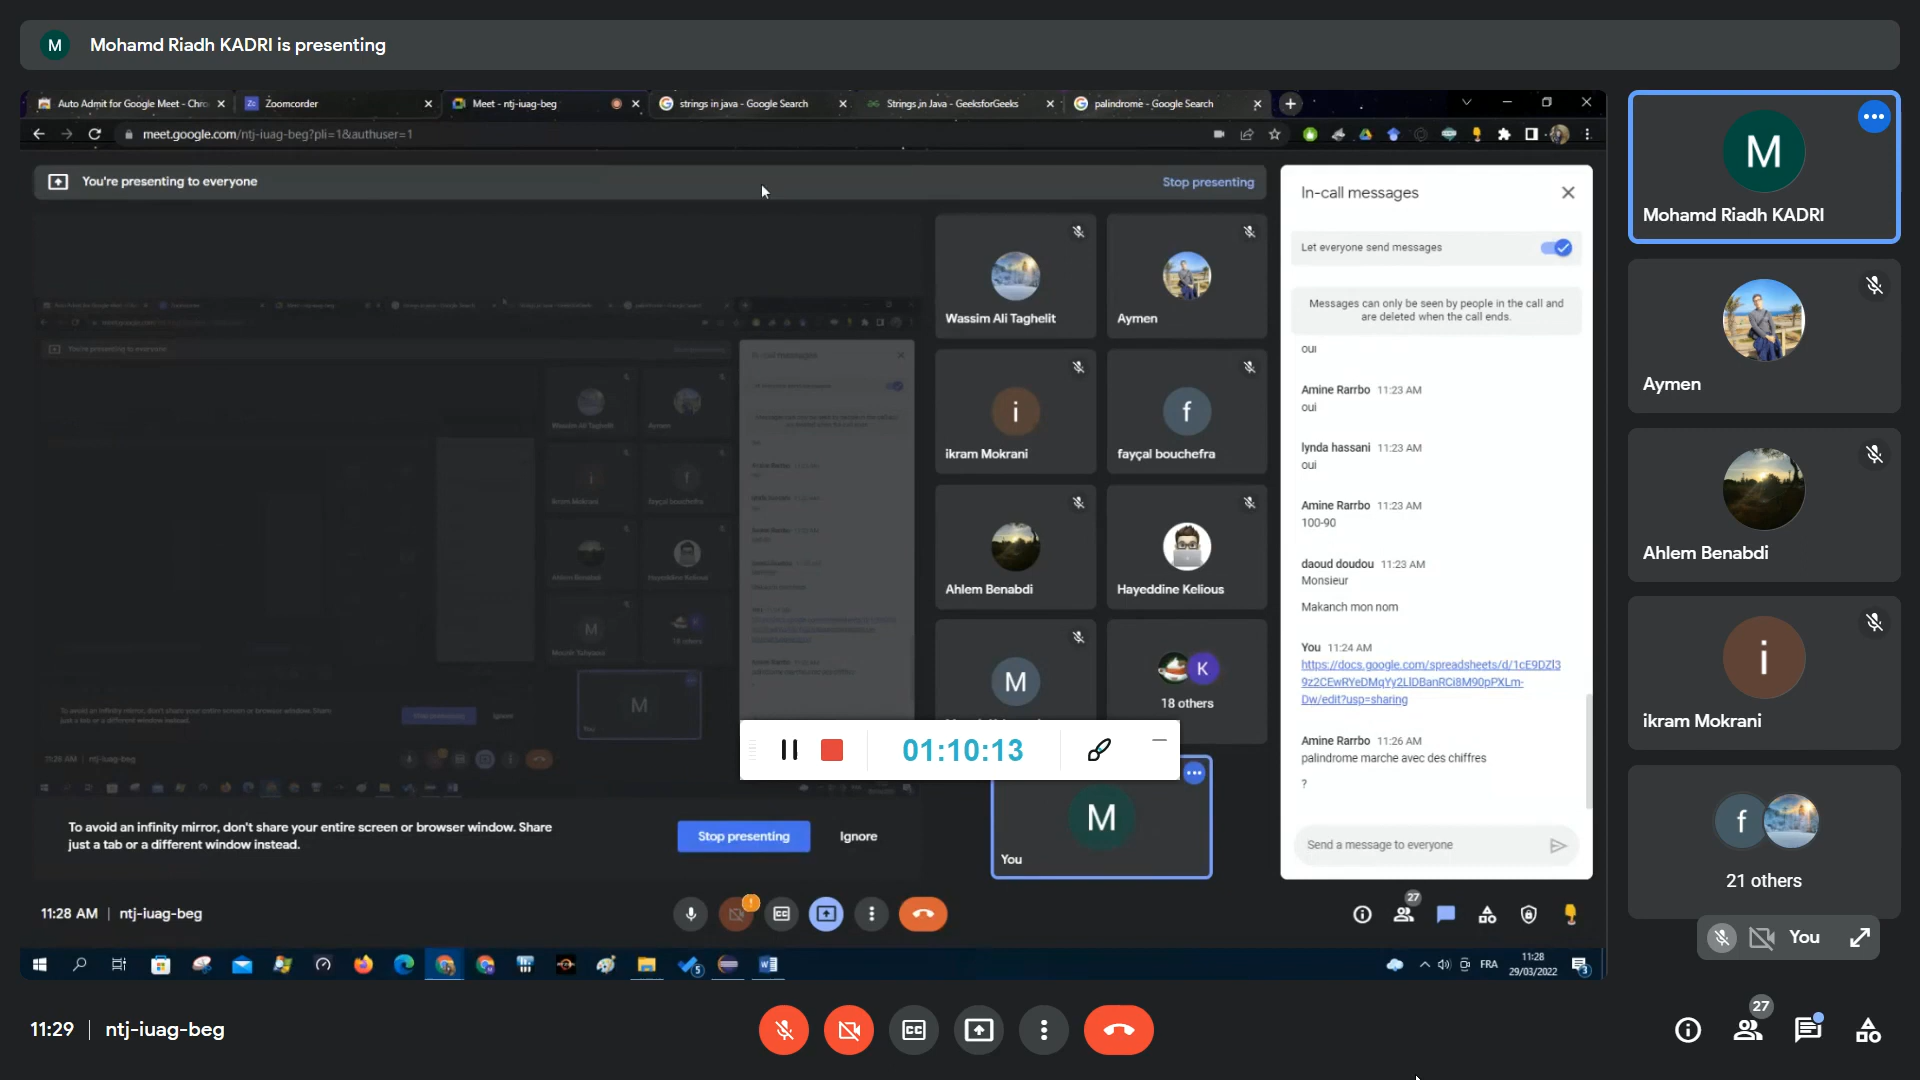 M
Mohamd Riadh KADRI is presenting
Auto Admit for Google Meet - Chro
Zoomcorder
Meet - ntj-iuag-beg
strings in java - Google Search
Strings in Java - GeeksforGeeks
palindrome - Google Search
meet.google.com/ntj-iuag-beg?pli=1&authuser=1
You're presenting to everyone
Stop presenting
Wassim Ali Taghelit
Aymen
i
ikram Mokrani
f
fayçal bouchefra
Ahlem Benabdi
Hayeddine Kelious
M
K
18 others
01:10:13
M
You
To avoid an infinity mirror, don't share your entire screen or browser window. Share
just a tab or a different window instead.
Stop presenting
Ignore
11:28 AM | ntj-iuag-beg
In-call messages
Let everyone send messages
Messages can only be seen by people in the call and
are deleted when the call ends.
oui
Amine Rarrbo 11:23 AM
oui
lynda hassani 11:23 AM
oui
Amine Rarrbo 11:23 AM
100-90
daoud doudou 11:23 AM
Monsieur
Makanch mon nom
You 11:24 AM
https://docs.google.com/spreadsheets/d/1cE9DZl3
9z2CEwRYeDMqYy2LlDBanRCi8M90pPXLm-
Dw/edit?usp=sharing
Amine Rarrbo 11:26 AM
palindrome marche avec des chiffres
?
Send a message to everyone
27
FRA
11:28
29/03/2022
3
5
M
Mohamd Riadh KADRI
Aymen
Ahlem Benabdi
i
ikram Mokrani
f
21 others
You
11:29 | ntj-iuag-beg
27